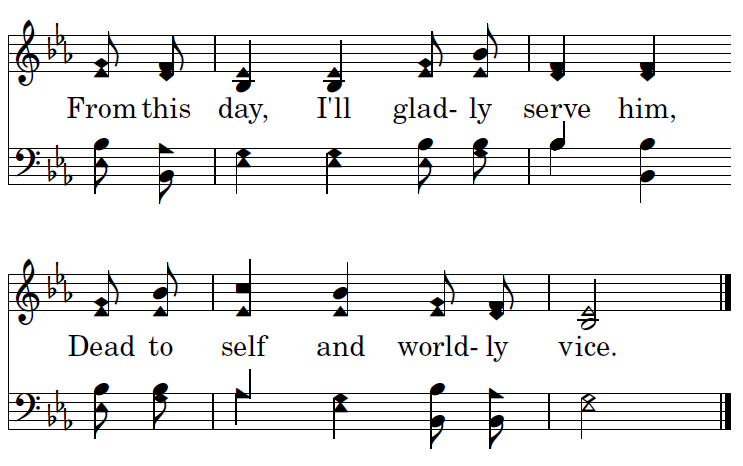 From this day, I'll glad- ly serve him,
Dead to self and world- ly vice.